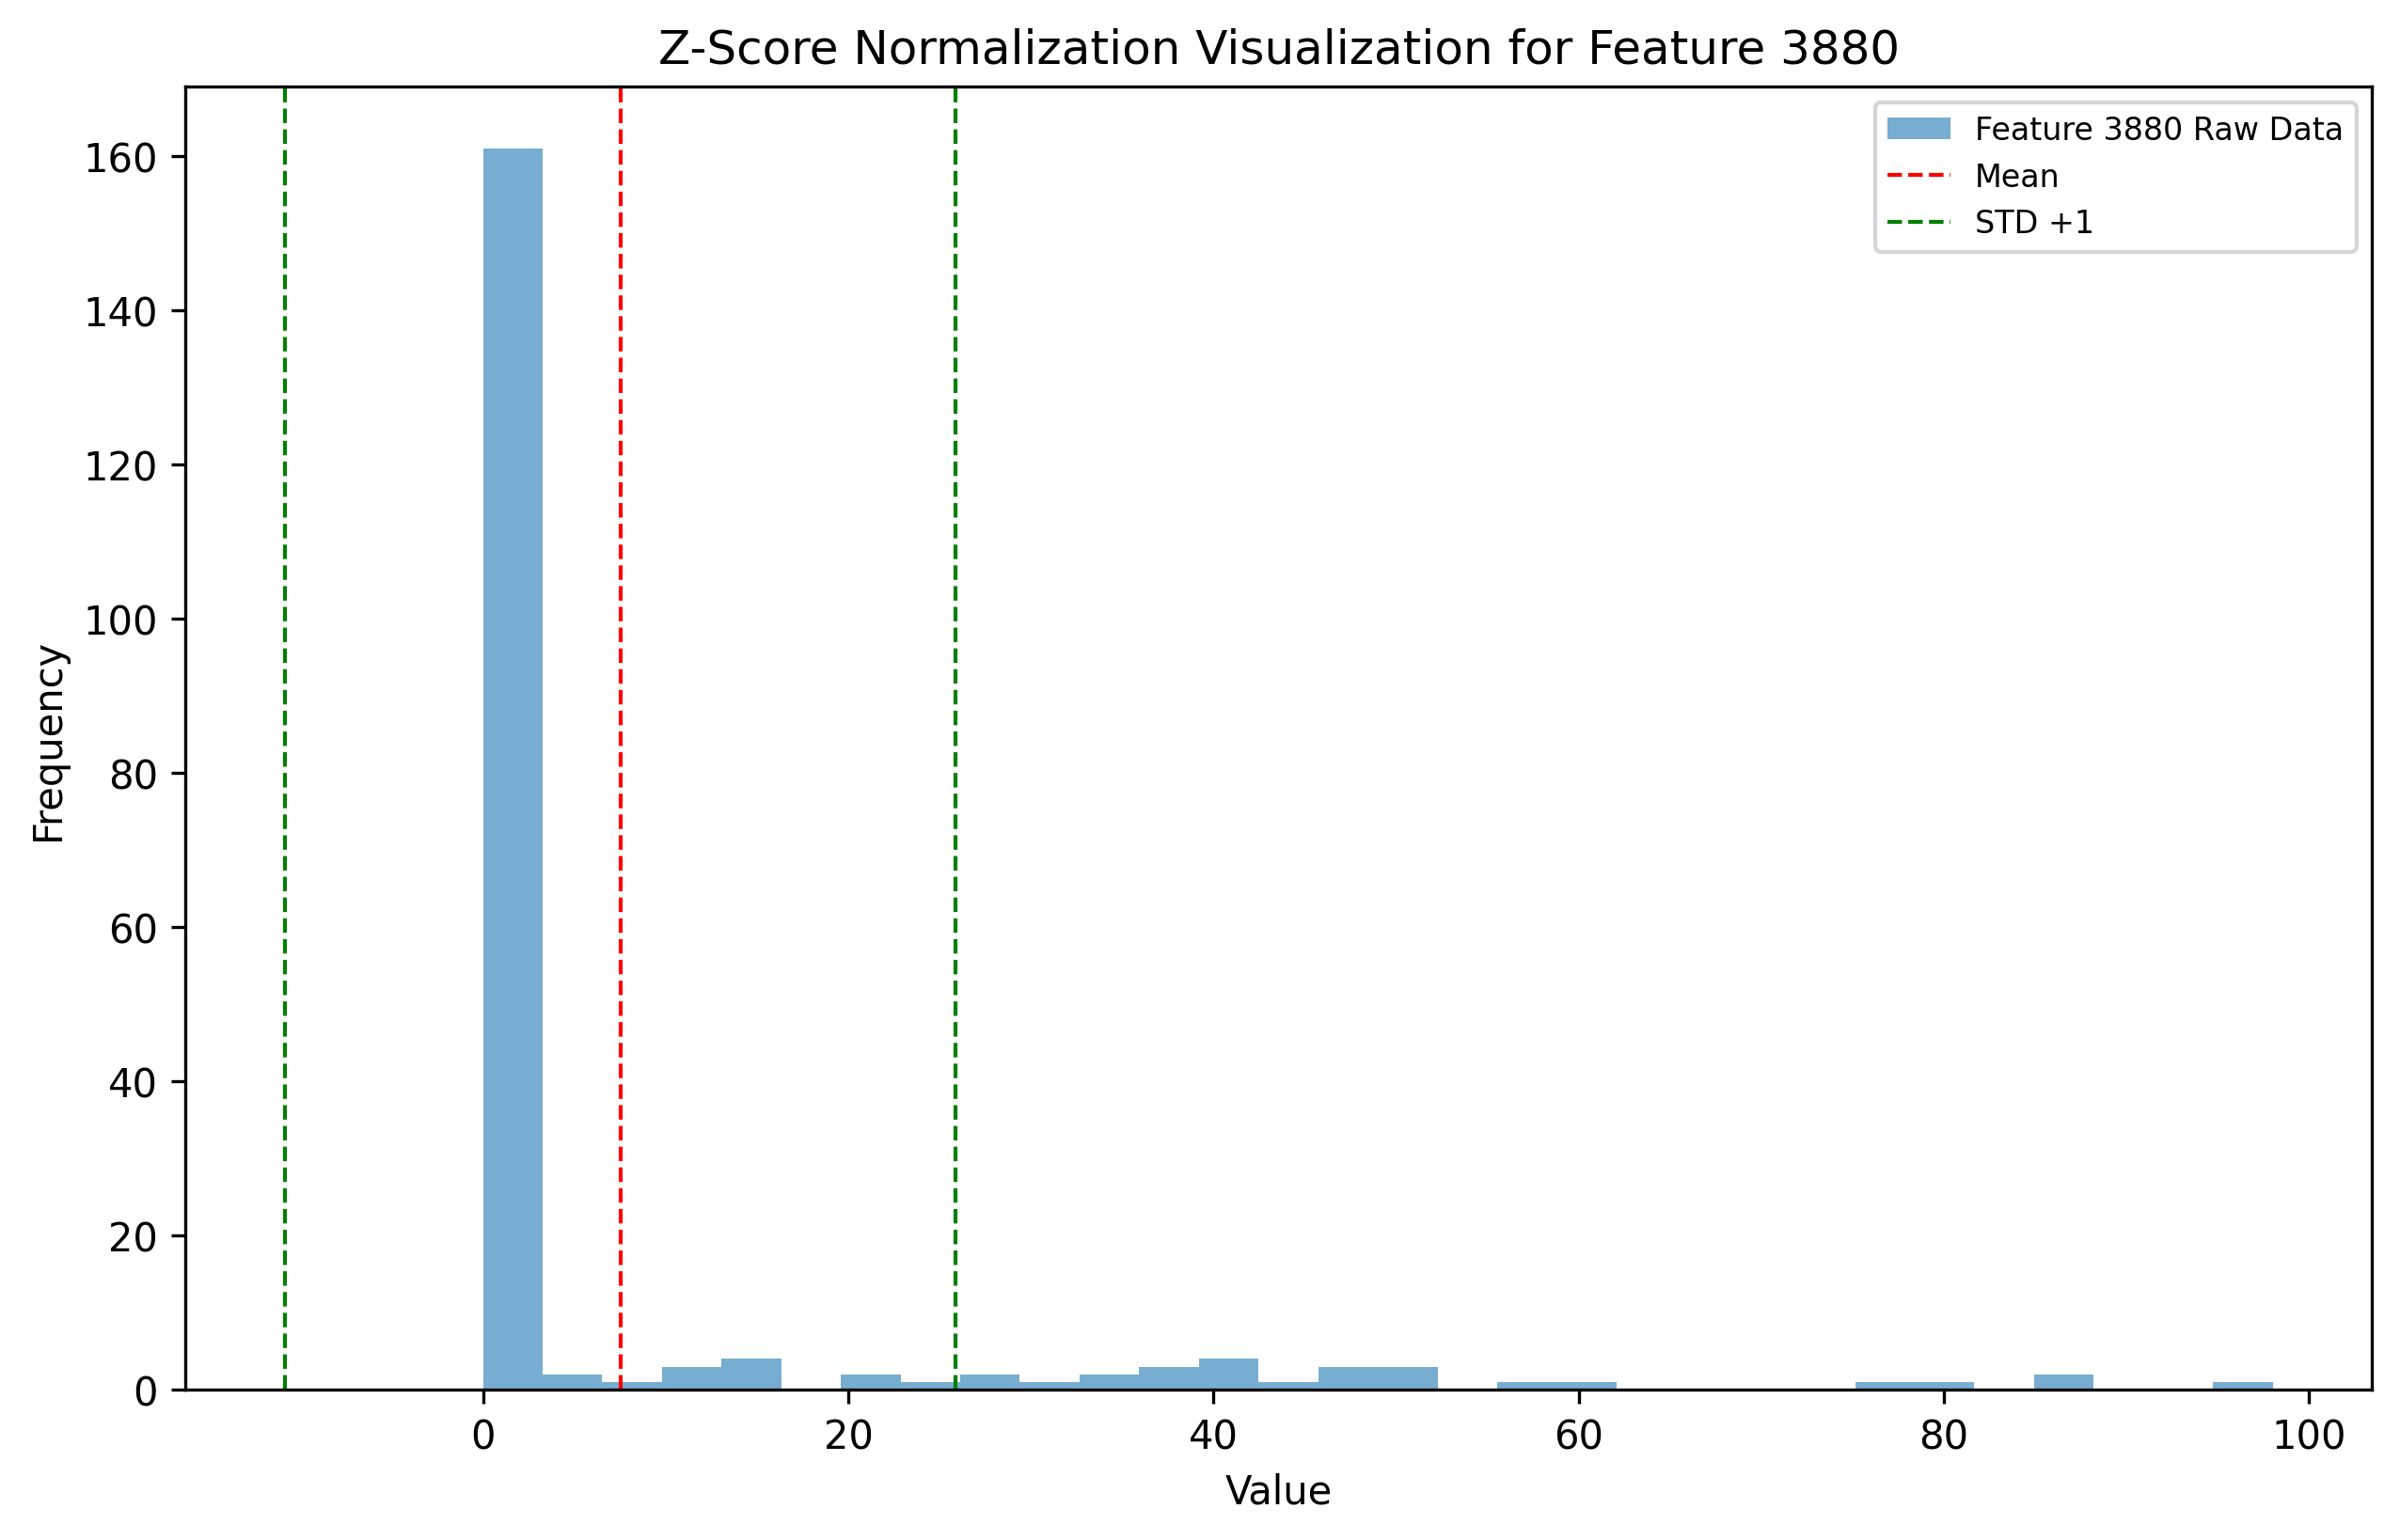 Z-Score Normalization Visualization for Feature 3880
Feature 3880 Raw Data
Mean
STD +1
160
140
120
100
80
60
40
20
0
Frequency
0 20 40 60 80 100
Value